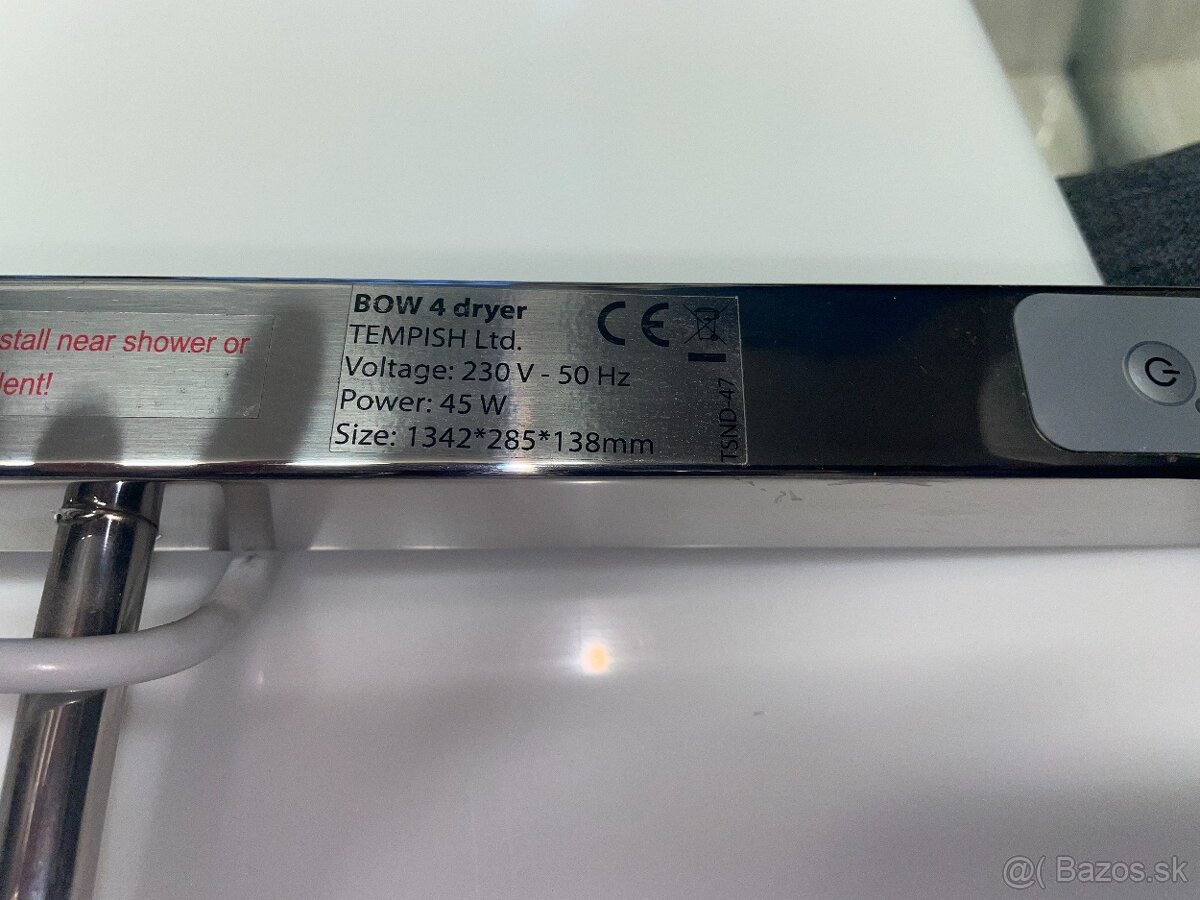 stall near shower or
dent!
BOW 4 dryer
TEMPISH Ltd.
Voltage: 230 V - 50 Hz
Power: 45 W
Size: 1342*285*138mm
CE
TSND-47
@( Bazos.sk